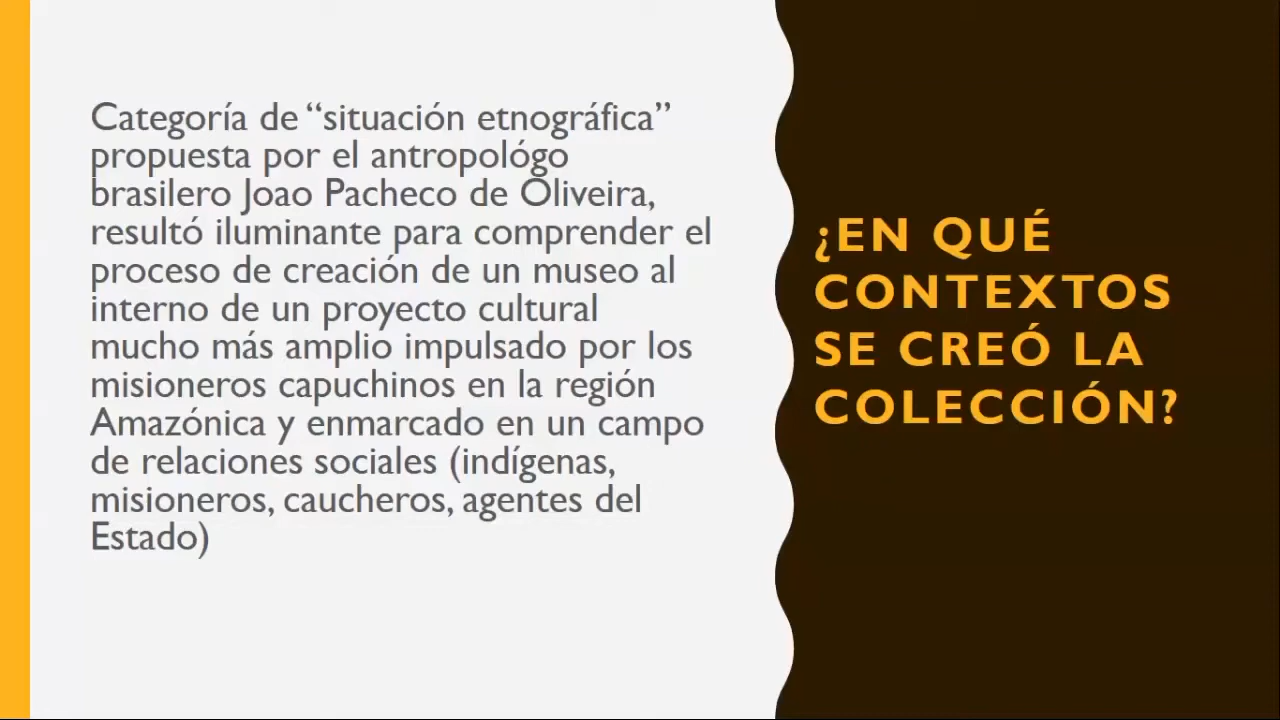 Categoría de “situación etnográfica”
propuesta por el antropológo
brasilero Joao Pacheco de Oliveira,
resultó iluminante para comprender el
proceso de creación de un museo al
interno de un proyecto cultural
mucho más amplio impulsado por los
misioneros capuchinos en la región
Amazónica y enmarcado en un campo
de relaciones sociales (indígenas,
misioneros, caucheros, agentes del
Estado)
¿EN QUÉ
CONTEXTOS
SE CREÓ LA
COLECCIÓN?